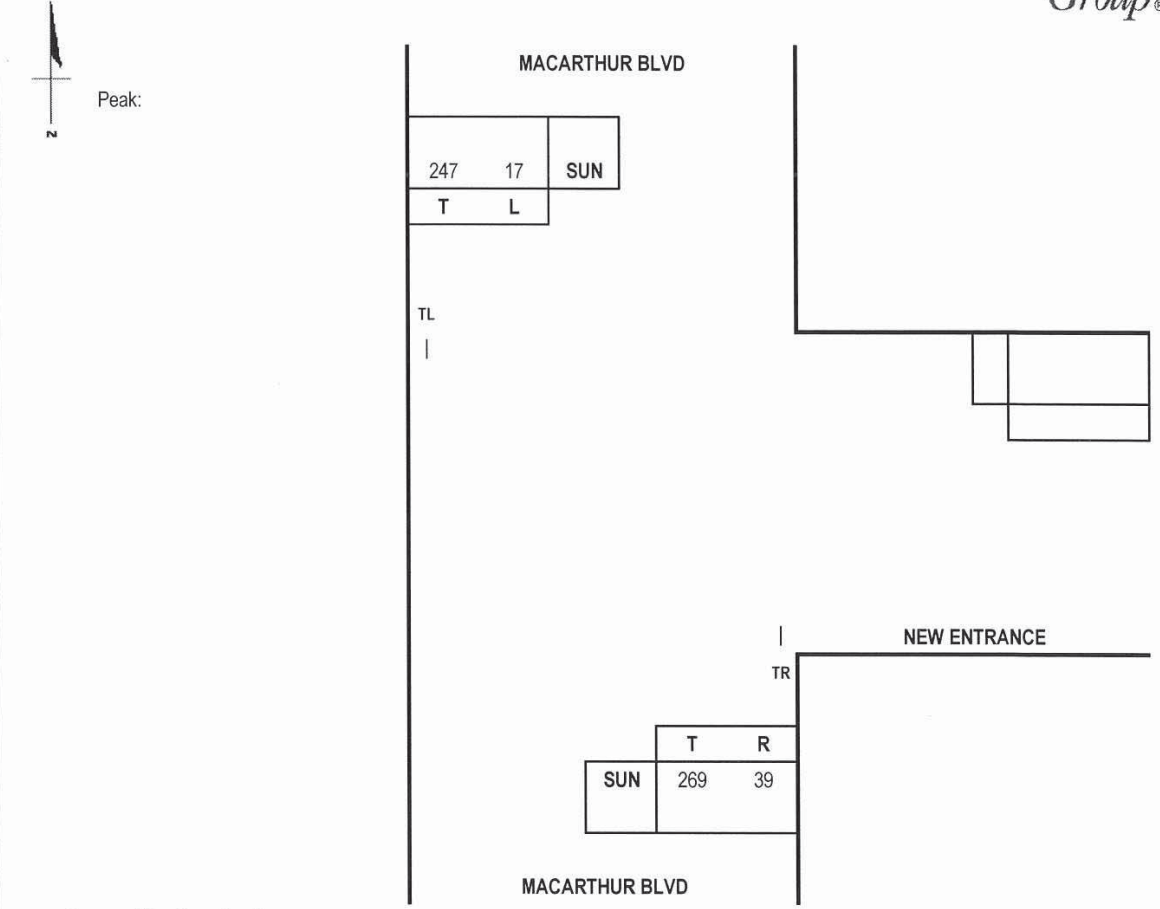 Group®
MACARTHUR BLVD
Peak:
N
247 17 SUN
T L
TL
|
|
NEW ENTRANCE
TR
T R
SUN 269 39
MACARTHUR BLVD